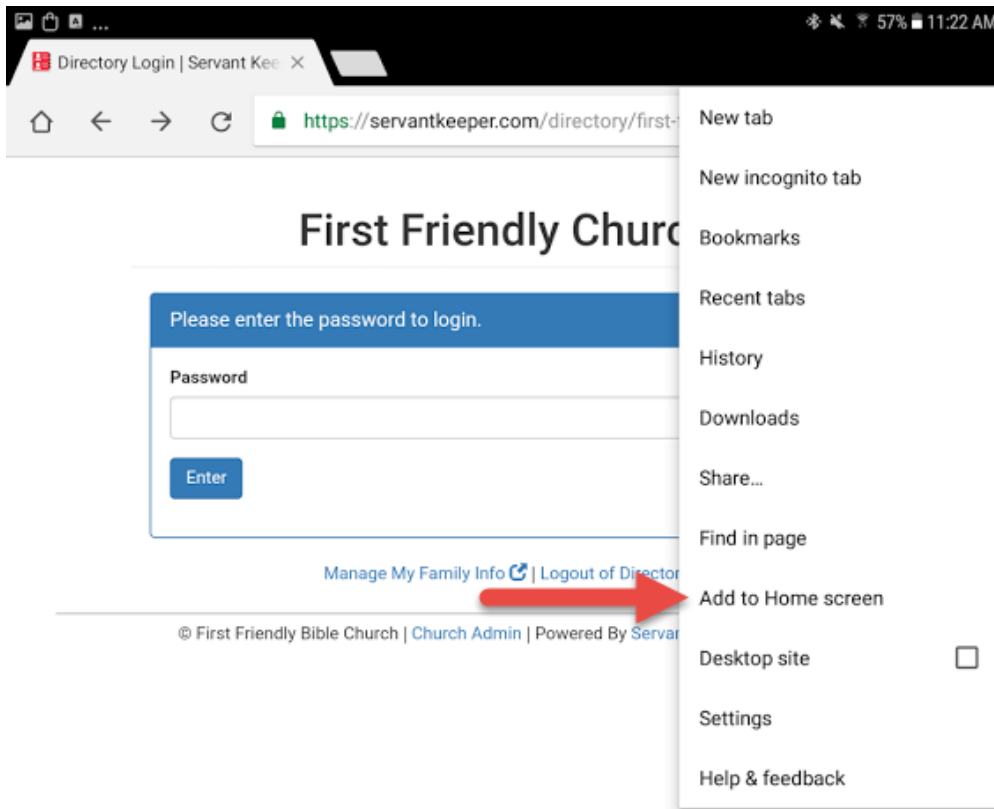 ... 57% 11:22 AM
Directory Login | Servant Kee
https://servantkeeper.com/directory/first-
First Friendly Churc
Please enter the password to login.
Password
Enter
Manage My Family Info | Logout of Director
© First Friendly Bible Church | Church Admin | Powered By Servar
New tab
New incognito tab
Bookmarks
Recent tabs
History
Downloads
Share...
Find in page
Add to Home screen
Desktop site
Settings
Help & feedback